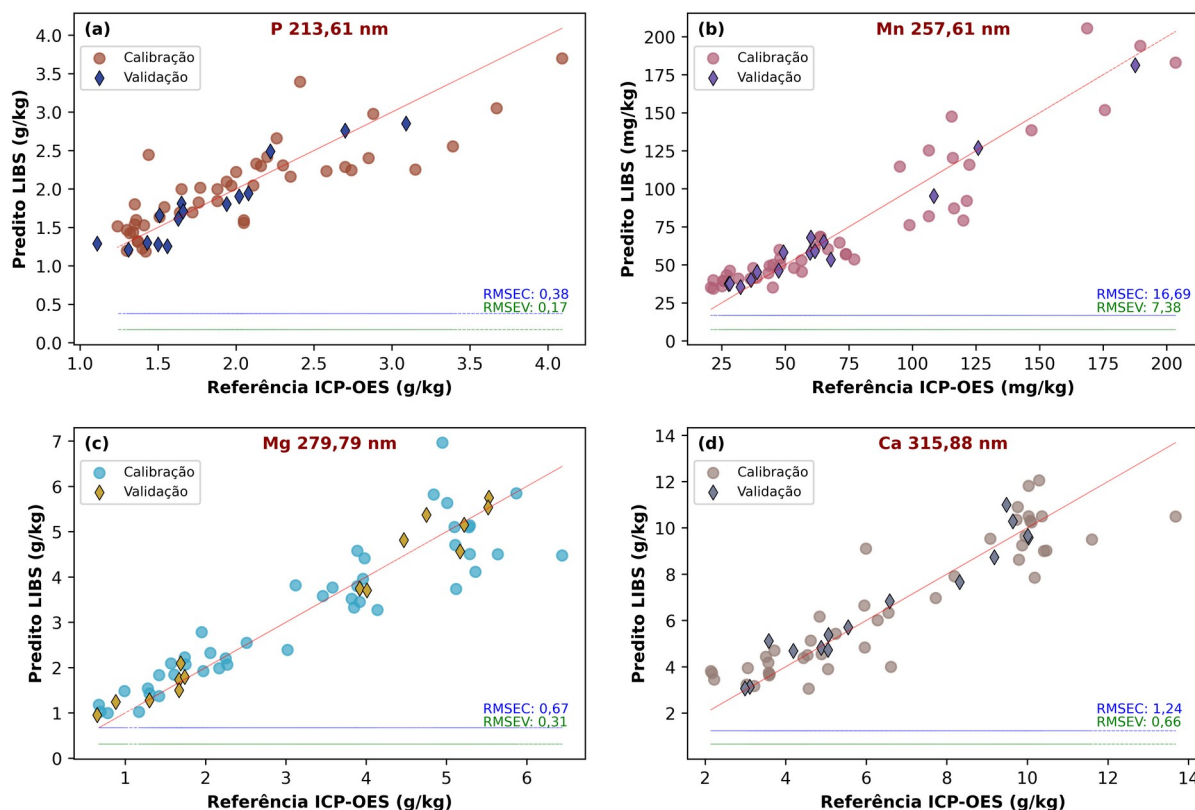 (a)
P 213,61 nm
Calibração
Validação
4.0
3.5
3.0
2.5
2.0
1.5
1.0
0.5
0.0
Predito LIBS (g/kg)
RMSEC: 0,38
RMSEV: 0,17
1.0 1.5 2.0 2.5 3.0 3.5 4.0
Referência ICP-OES (g/kg)
(b)
Mn 257,61 nm
Calibração
Validação
200
175
150
125
100
75
50
25
0
Predito LIBS (mg/kg)
RMSEC: 16,69
RMSEV: 7,38
25 50 75 100 125 150 175 200
Referência ICP-OES (mg/kg)
(c)
Mg 279,79 nm
Calibração
Validação
7
6
5
4
3
2
1
0
Predito LIBS (g/kg)
RMSEC: 0,67
RMSEV: 0,31
1 2 3 4 5 6
Referência ICP-OES (g/kg)
(d)
Ca 315,88 nm
Calibração
Validação
14
12
10
8
6
4
2
Predito LIBS (g/kg)
RMSEC: 1,24
RMSEV: 0,66
2 4 6 8 10 12 14
Referência ICP-OES (g/kg)